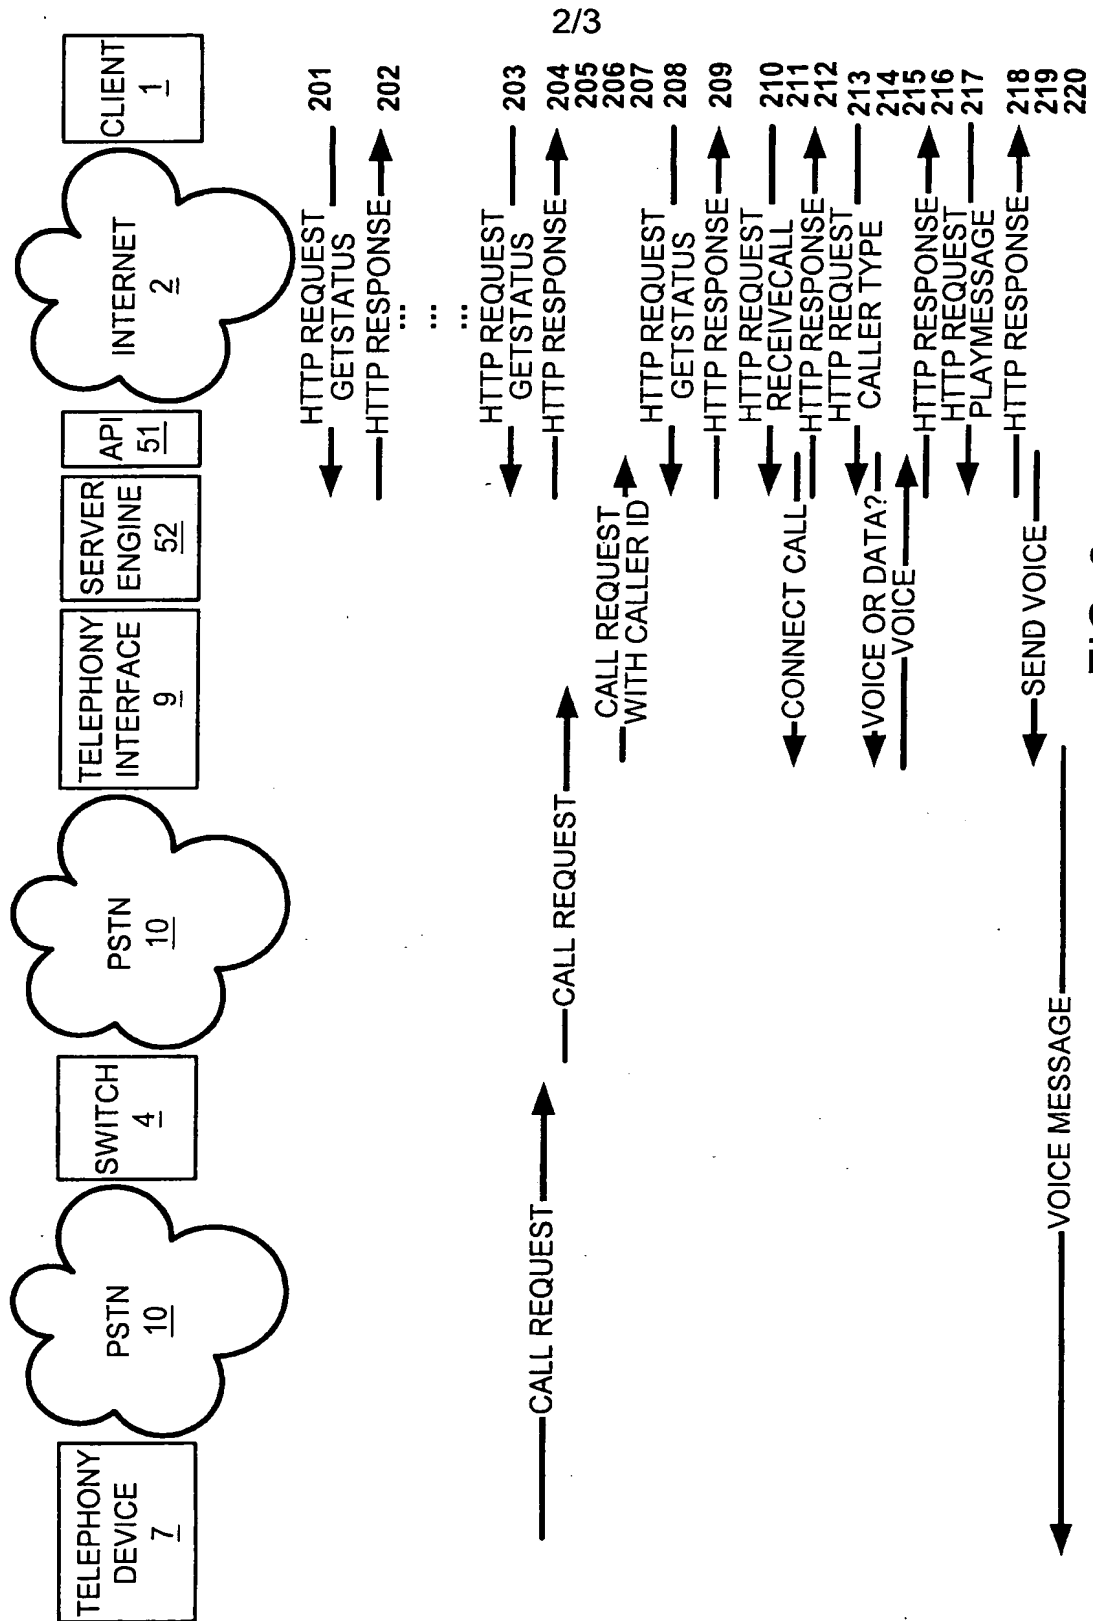 2/3
TELEPHONY
DEVICE
7
PSTN
10
SWITCH
4
PSTN
10
TELEPHONY
INTERFACE
9
SERVER
ENGINE
52
API
51
INTERNET
2
CLIENT
1
HTTP REQUEST
GETSTATUS
201
HTTP RESPONSE
202
...
...
...
HTTP REQUEST
GETSTATUS
203
HTTP RESPONSE
204
CALL REQUEST
205
CALL REQUEST
206
CALL REQUEST
WITH CALLER ID
207
HTTP REQUEST
GETSTATUS
208
HTTP RESPONSE
209
HTTP REQUEST
RECEIVECALL
210
CONNECT CALL
211
HTTP RESPONSE
212
HTTP REQUEST
CALLER TYPE
213
VOICE OR DATA?
214
VOICE
215
HTTP RESPONSE
216
HTTP REQUEST
PLAYMESSAGE
217
HTTP RESPONSE
218
SEND VOICE
219
VOICE MESSAGE
220